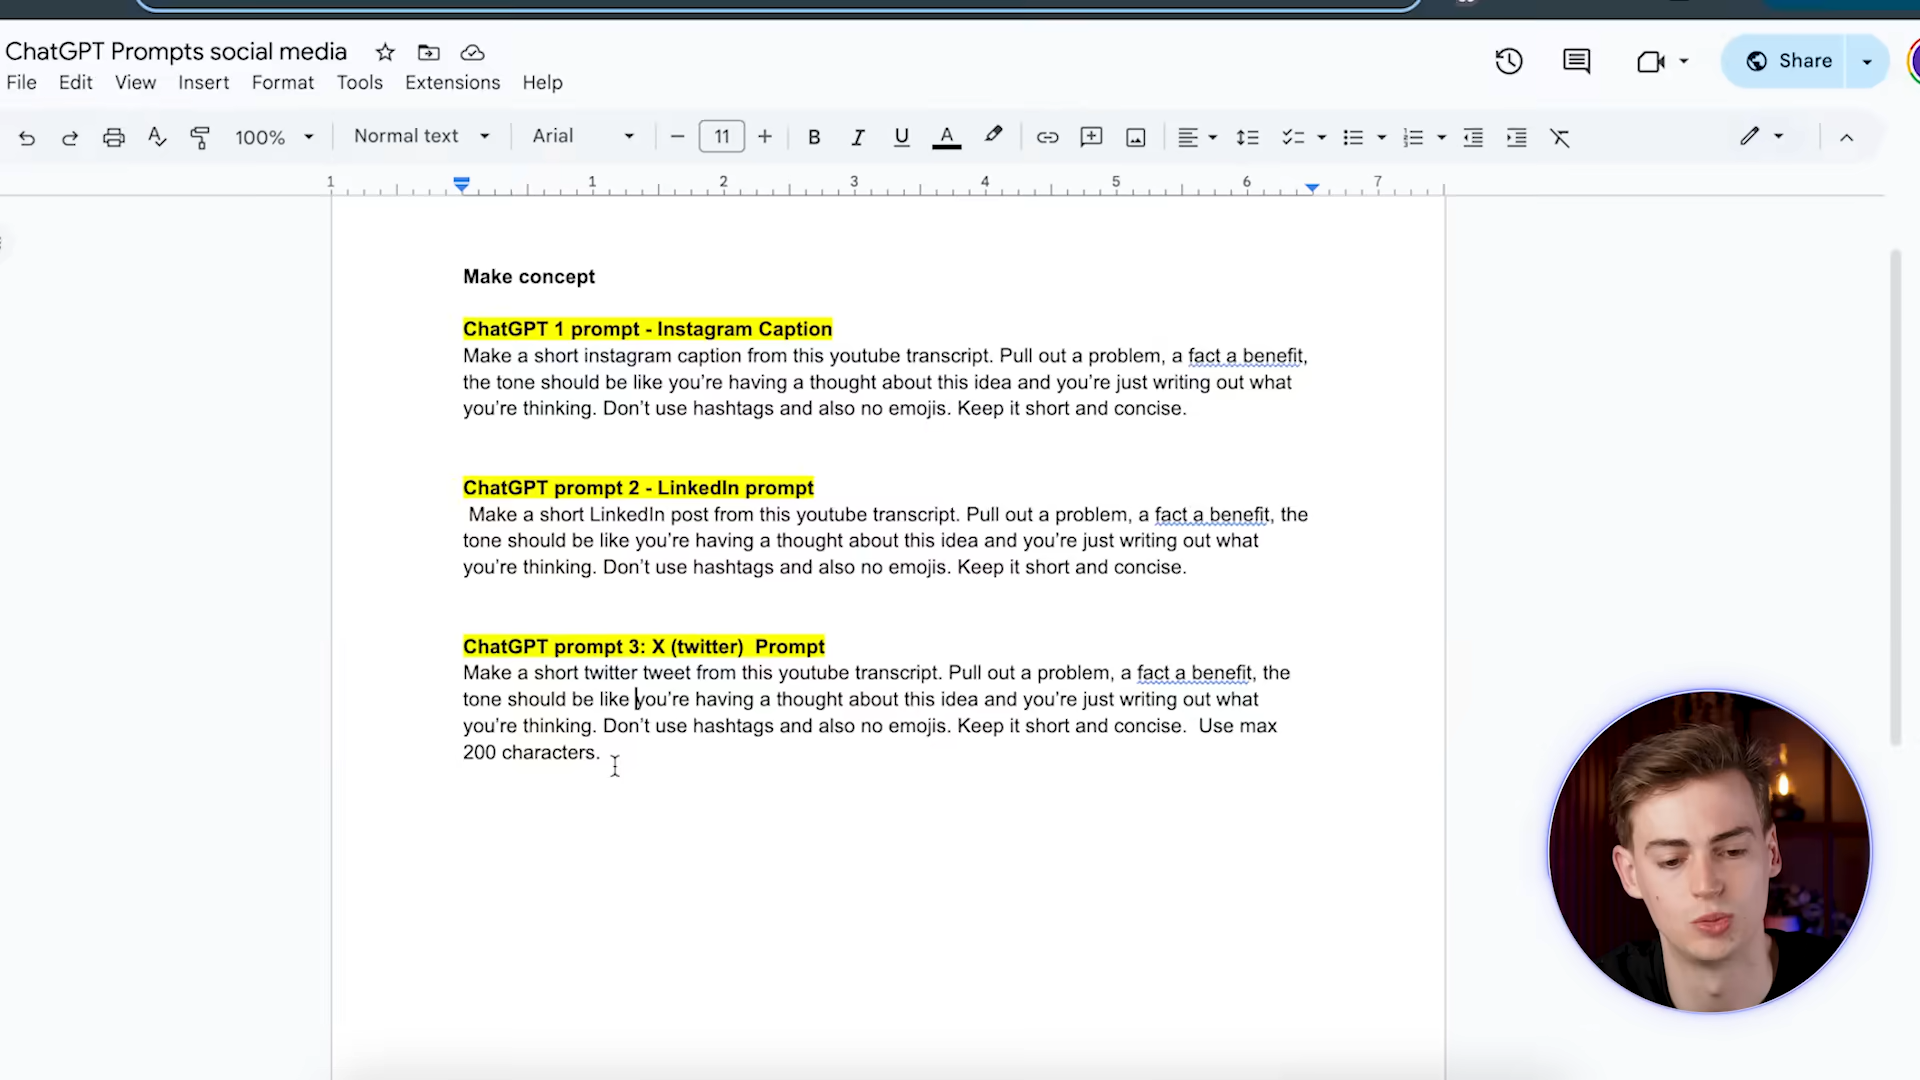 ChatGPT Prompts social media
Share
File Edit View Insert Format Tools Extensions Help
100% Normal text Arial 11 B I U A
1 1 2 3 4 5 6 7
Make concept
ChatGPT 1 prompt - Instagram Caption
Make a short instagram caption from this youtube transcript. Pull out a problem, a fact a benefit,
the tone should be like you’re having a thought about this idea and you’re just writing out what
you’re thinking. Don’t use hashtags and also no emojis. Keep it short and concise.
ChatGPT prompt 2 - LinkedIn prompt
Make a short LinkedIn post from this youtube transcript. Pull out a problem, a fact a benefit, the
tone should be like you’re having a thought about this idea and you’re just writing out what
you’re thinking. Don’t use hashtags and also no emojis. Keep it short and concise.
ChatGPT prompt 3: X (twitter)  Prompt
Make a short twitter tweet from this youtube transcript. Pull out a problem, a fact a benefit, the
tone should be like you’re having a thought about this idea and you’re just writing out what
you’re thinking. Don’t use hashtags and also no emojis. Keep it short and concise.  Use max
200 characters.